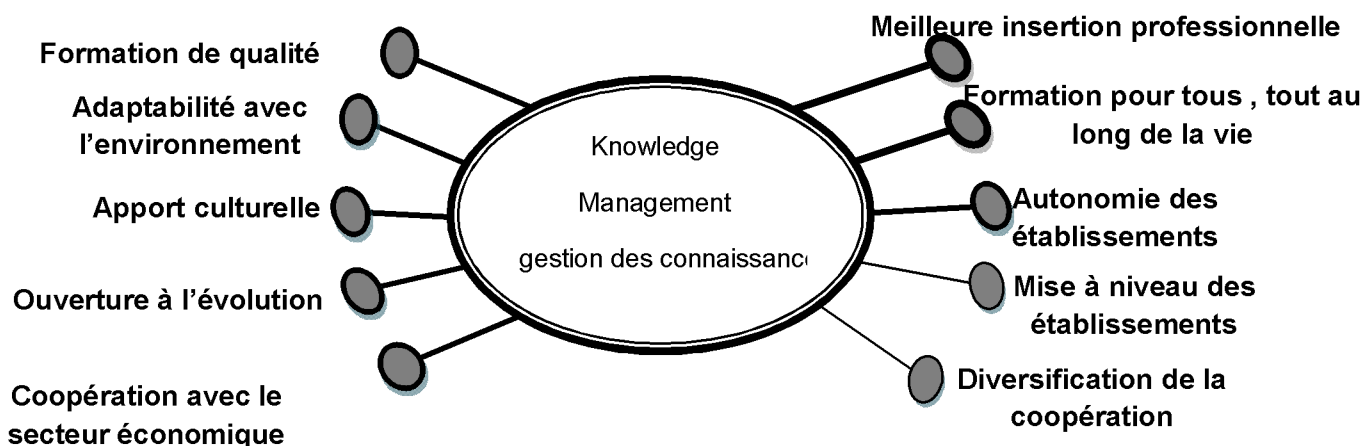 Formation de qualité
Adaptabilité avec
l'environnement
Apport culturelle
Ouverture à l'évolution
Coopération avec le
secteur économique
Knowledge
Management
gestion des connaissanc
Meilleure insertion professionnelle
Formation pour tous , tout au
long de la vie
Autonomie des
établissements
Mise à niveau des
établissements
Diversification de la
coopération